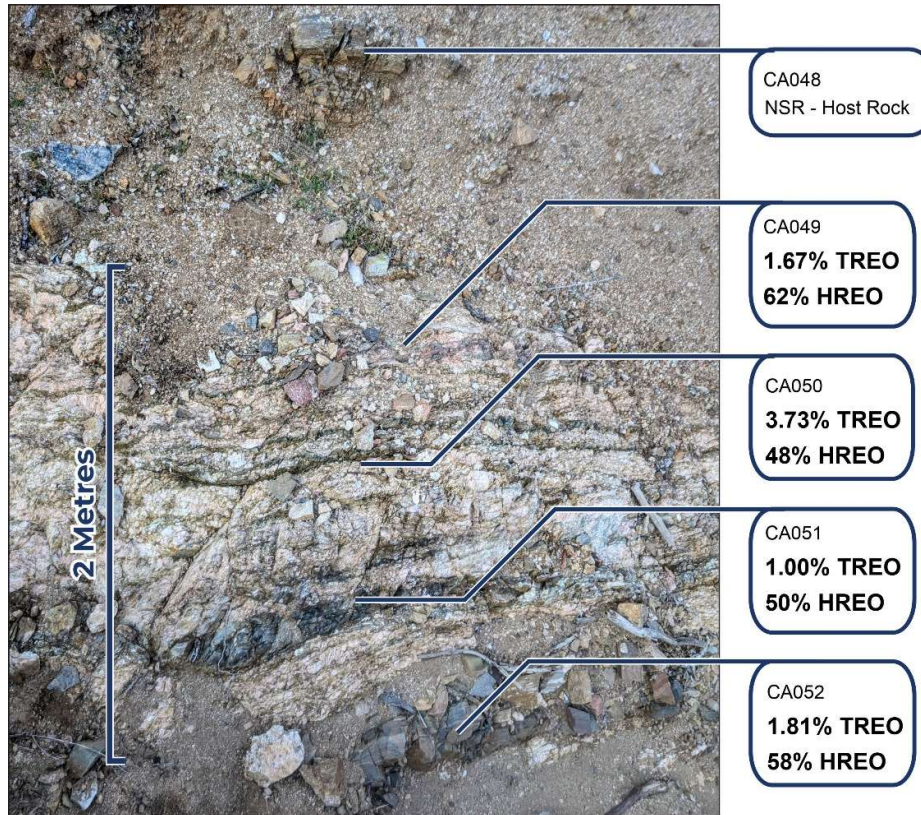 CA048
NSR - Host Rock
CA049
1.67% TREO
62% HREO
CA050
3.73% TREO
48% HREO
CA051
1.00% TREO
50% HREO
CA052
1.81% TREO
58% HREO
2 Metres